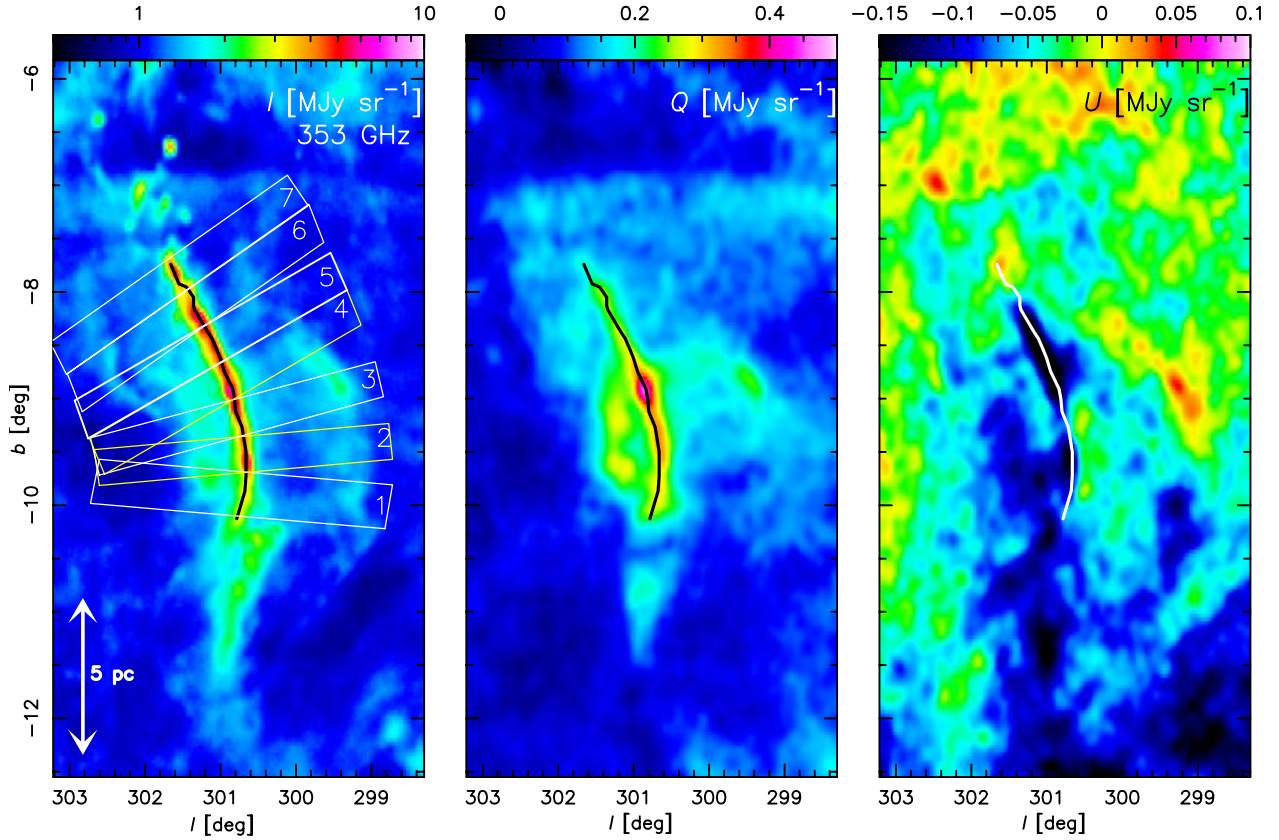 1 10
0 0.2 0.4
−0.15 −0.1 −0.05 0 0.05 0.1
I [MJy sr⁻¹]
353 GHz
Q [MJy sr⁻¹]
U [MJy sr⁻¹]
−6
−8
−10
−12
b [deg]
7
6
5
4
3
2
1
5 pc
303 302 301 300 299
303 302 301 300 299
303 302 301 300 299
l [deg]
l [deg]
l [deg]